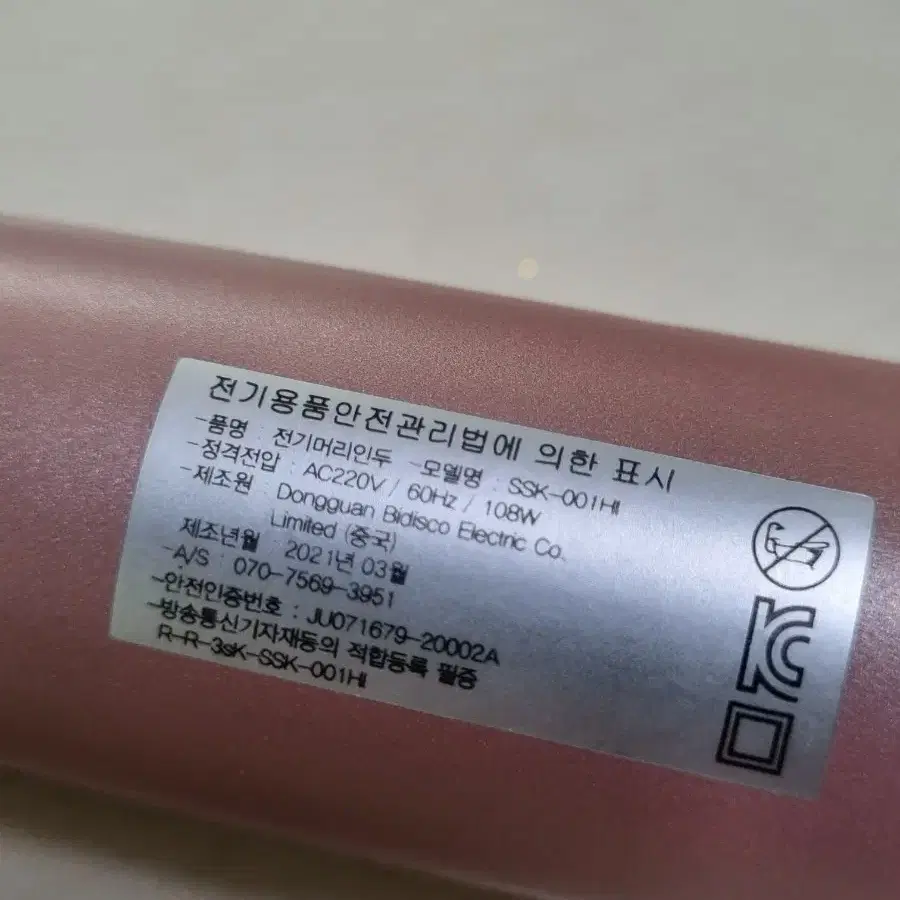 전기용품안전관리법에 의한 표시
-품명 : 전기머리인두 -모델명 : SSK-001HI
-정격전압 : AC220V / 60Hz / 108W
-제조원 : Dongguan Bidisco Electric Co.
Limited (중국)
제조년월 2021년 03월
-A/S : 070-7569-3951
-안전인증번호 : JU071679-20002A
-방송통신기자재등의 적합등록 필증
R-R-3sK-SSK-001HI